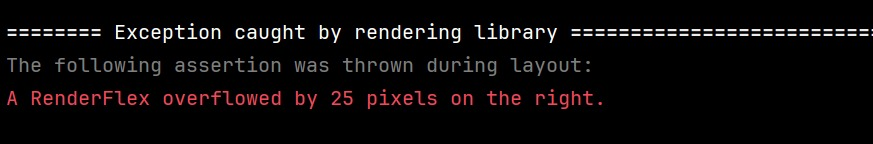 ======== Exception caught by rendering library ==========================
The following assertion was thrown during layout:
A RenderFlex overflowed by 25 pixels on the right.